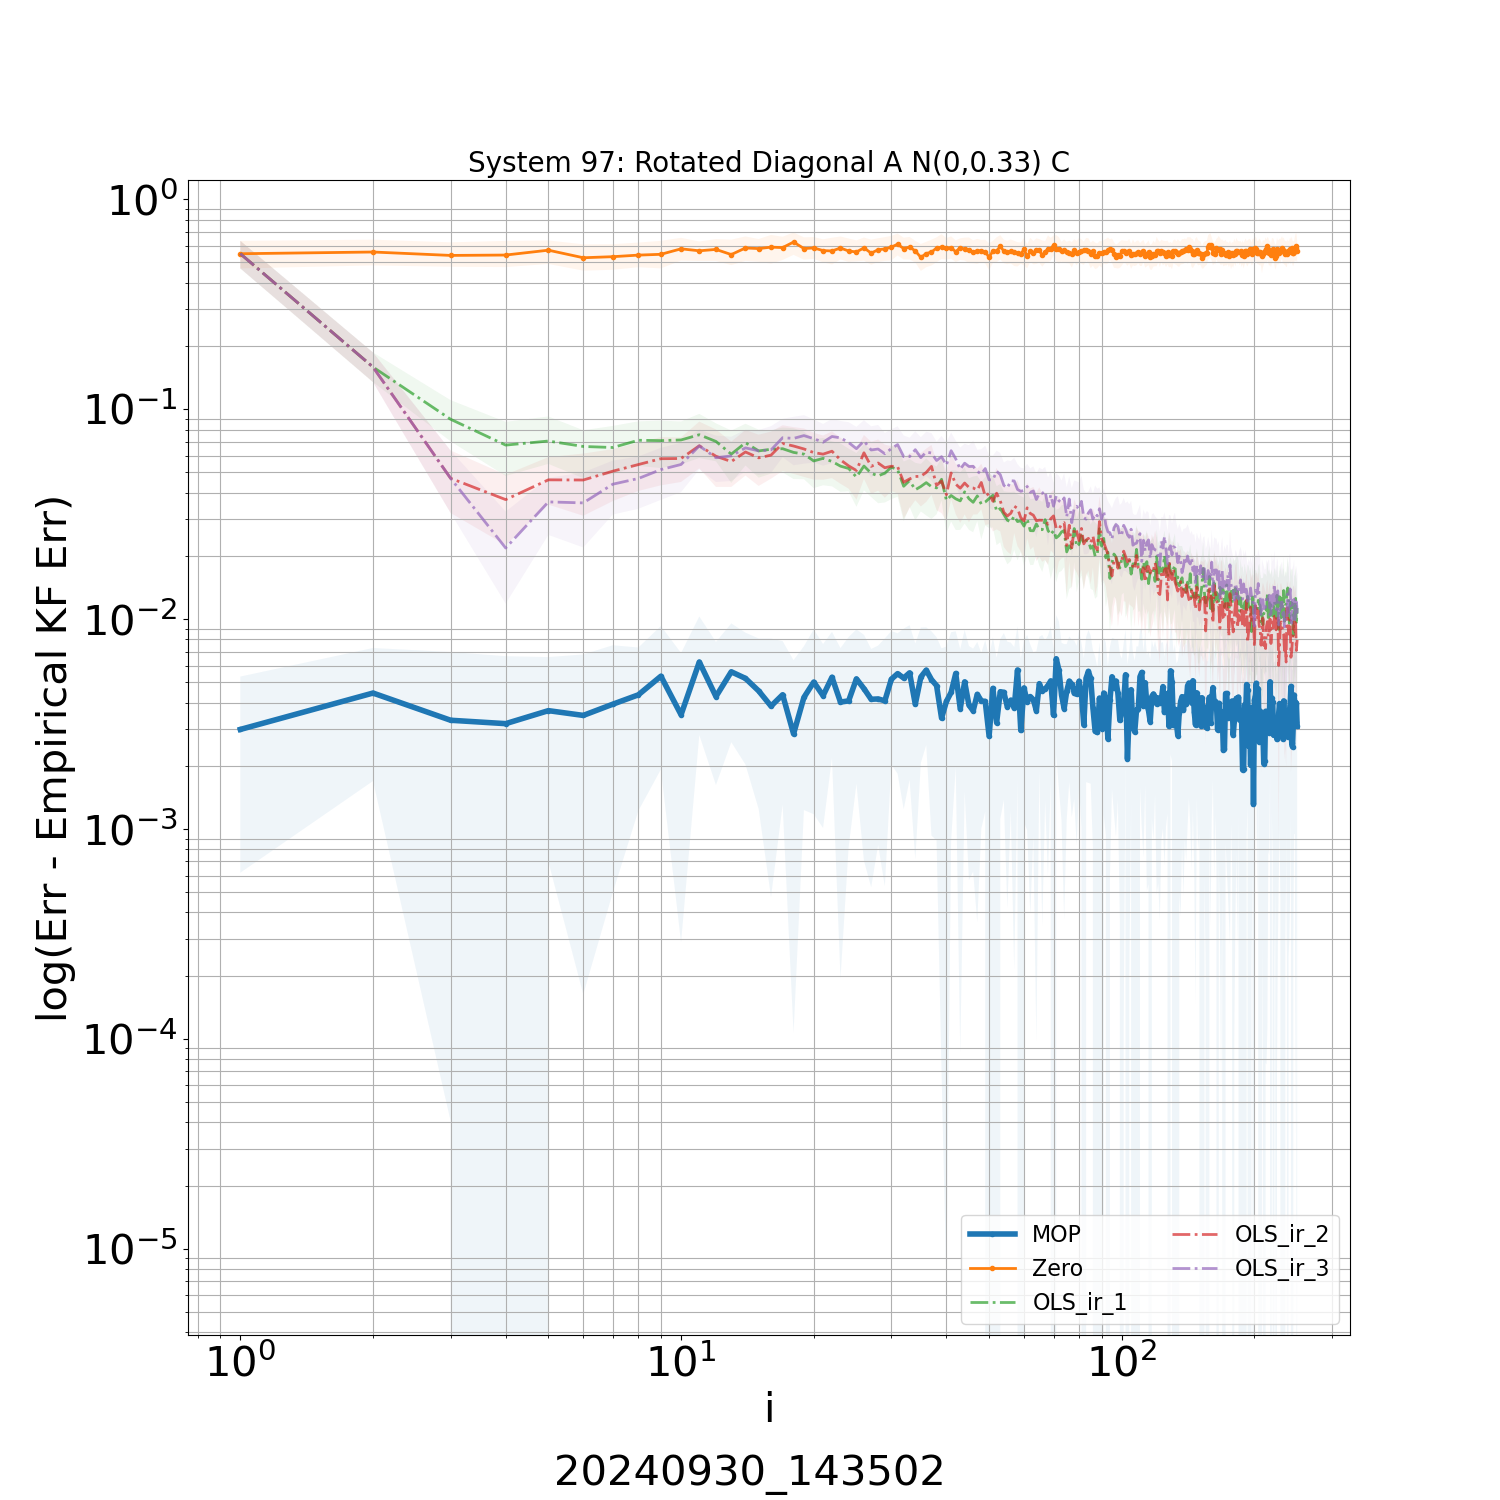 System 97: Rotated Diagonal A N(0,0.33) C
log(Err - Empirical KF Err)
10^0
10^-1
10^-2
10^-3
10^-4
10^-5
MOP
Zero
OLS_ir_1
OLS_ir_2
OLS_ir_3
10^0 10^1 10^2
i
20240930_143502